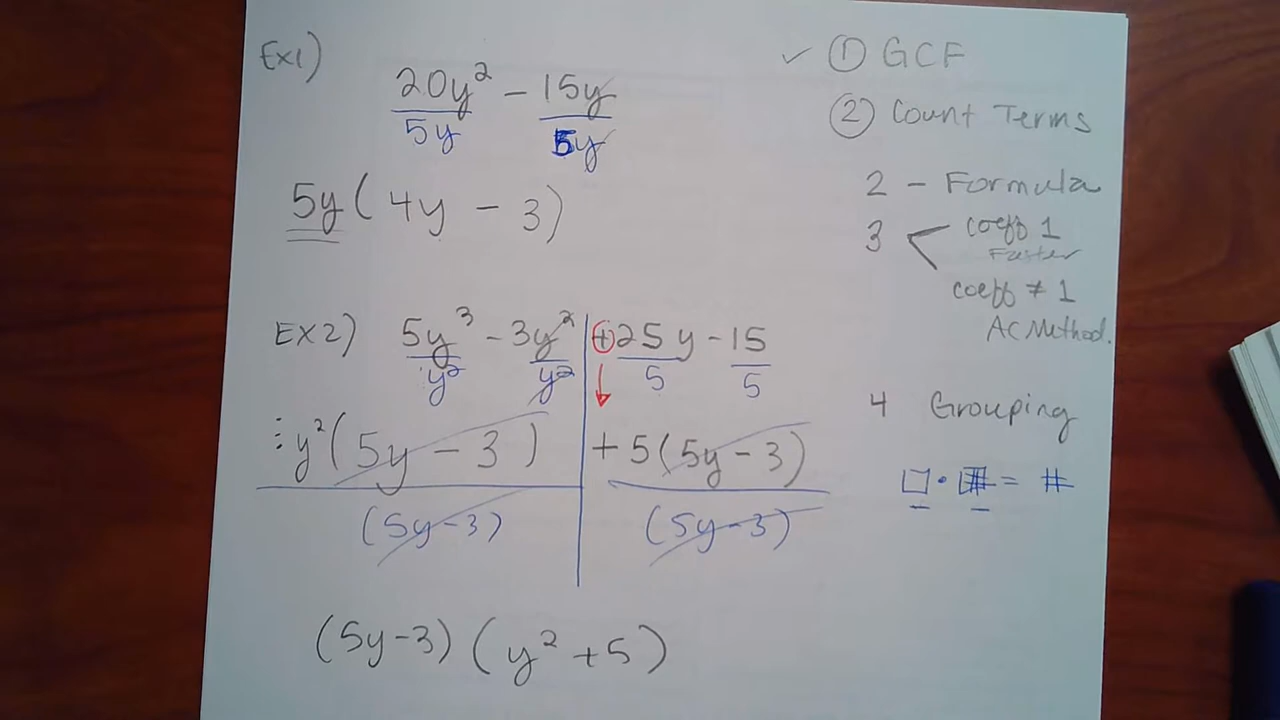 Ex1)
20y² - 15y
5y 5y
5y(4y - 3)
Ex2) 5y³ - 3y² + 25y - 15
y² y² 5 5
y²(5y - 3) + 5(5y - 3)
(5y-3) (5y-3)
(5y-3)(y² + 5)
✓ ① GCF
② Count Terms
2 - Formula
3 < coeff 1
Faster
coeff ≠ 1
AC Method.
4 Grouping
□ · # = #